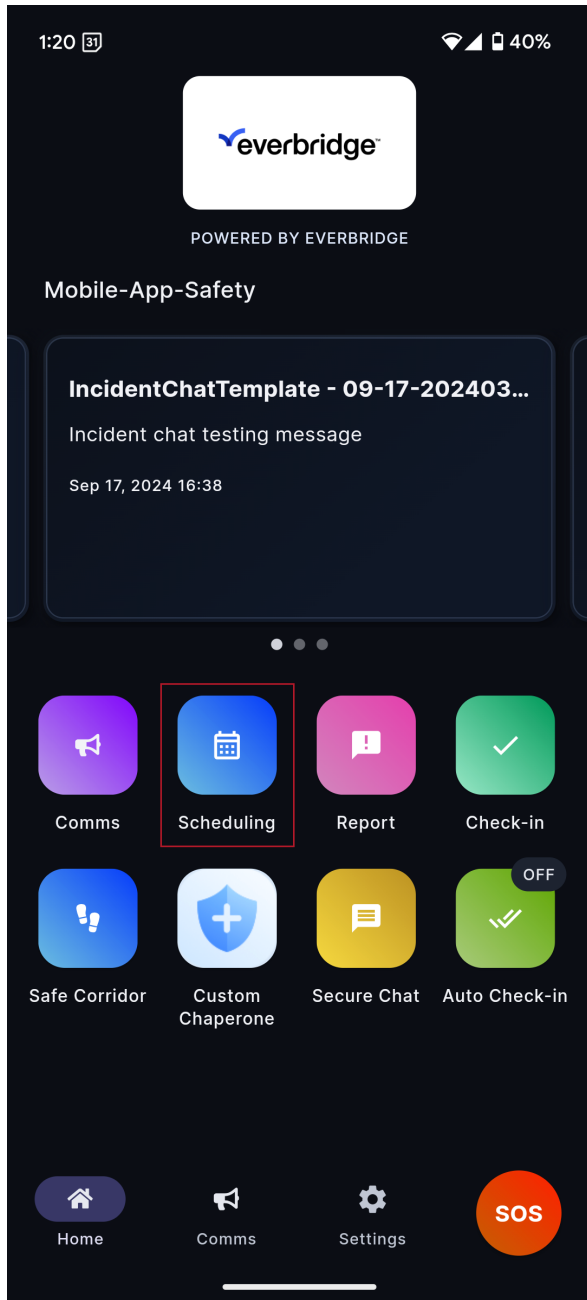 1:20 31 40%
everbridge™
POWERED BY EVERBRIDGE
Mobile-App-Safety
IncidentChatTemplate - 09-17-202403...
Incident chat testing message
Sep 17, 2024 16:38
Comms Scheduling Report Check-in
OFF
Safe Corridor Custom Chaperone Secure Chat Auto Check-in
Home Comms Settings SOS